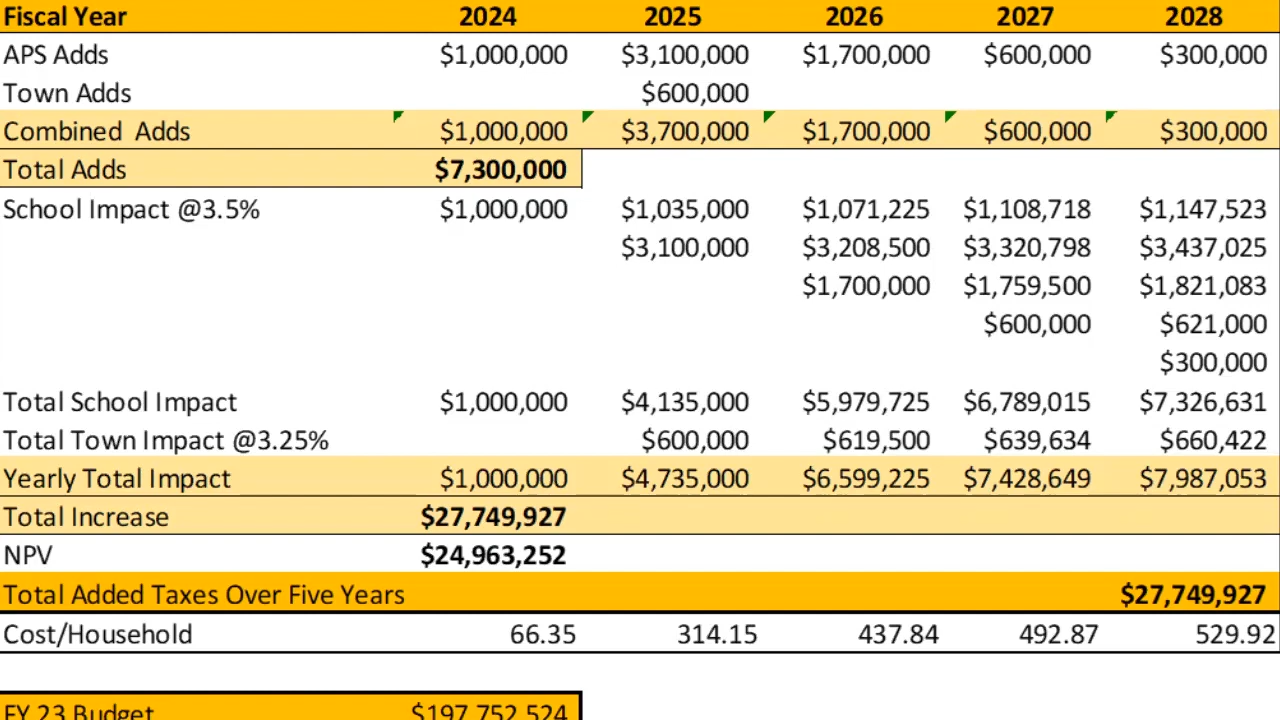 Fiscal Year 2024 2025 2026 2027 2028
APS Adds $1,000,000 $3,100,000 $1,700,000 $600,000 $300,000
Town Adds $600,000
Combined  Adds $1,000,000 $3,700,000 $1,700,000 $600,000 $300,000
Total Adds $7,300,000
School Impact @3.5% $1,000,000 $1,035,000 $1,071,225 $1,108,718 $1,147,523
$3,100,000 $3,208,500 $3,320,798 $3,437,025
$1,700,000 $1,759,500 $1,821,083
$600,000 $621,000
$300,000
Total School Impact $1,000,000 $4,135,000 $5,979,725 $6,789,015 $7,326,631
Total Town Impact @3.25% $600,000 $619,500 $639,634 $660,422
Yearly Total Impact $1,000,000 $4,735,000 $6,599,225 $7,428,649 $7,987,053
Total Increase $27,749,927
NPV $24,963,252
Total Added Taxes Over Five Years $27,749,927
Cost/Household 66.35 314.15 437.84 492.87 529.92
FY 23 Budget $197,752,524